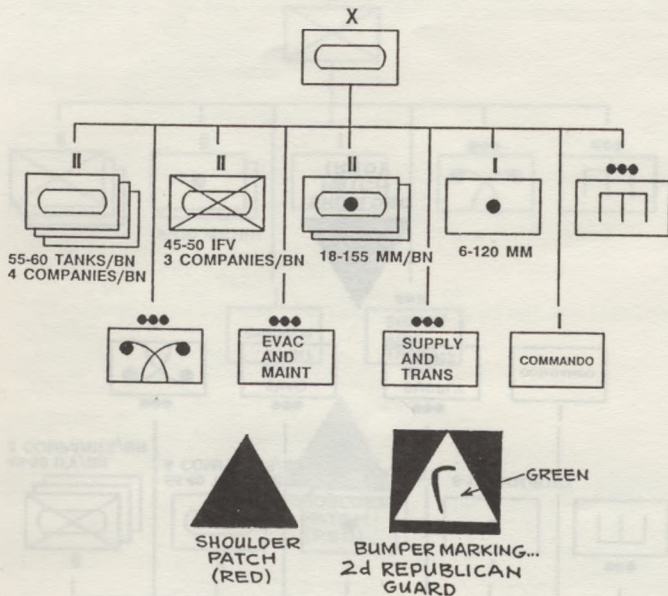 X
II
II
II
I
55-60 TANKS/BN
4 COMPANIES/BN
45-50 IFV
3 COMPANIES/BN
18-155 MM/BN
6-120 MM
I
EVAC
AND
MAINT
SUPPLY
AND
TRANS
COMMANDO
٢
GREEN
SHOULDER
PATCH
(RED)
BUMPER MARKING...
2d REPUBLICAN
GUARD